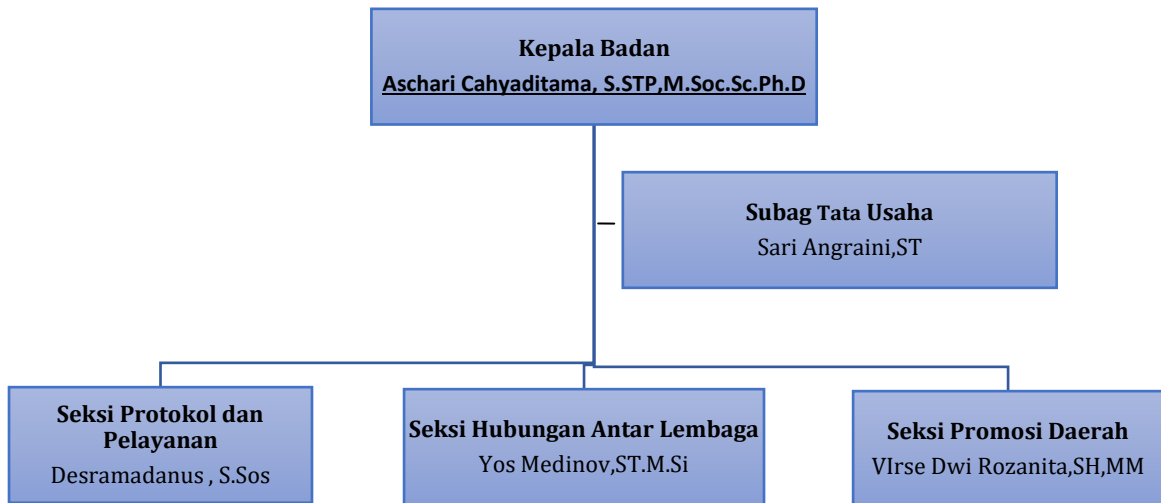 Kepala Badan
Aschari Cahyaditama, S.STP,M.Soc.Sc.Ph.D
Subag Tata Usaha
Sari Angraini,ST
Seksi Protokol dan
Pelayanan
Desramadanus , S.Sos
Seksi Hubungan Antar Lembaga
Yos Medinov,ST.M.Si
Seksi Promosi Daerah
VIrse Dwi Rozanita,SH,MM